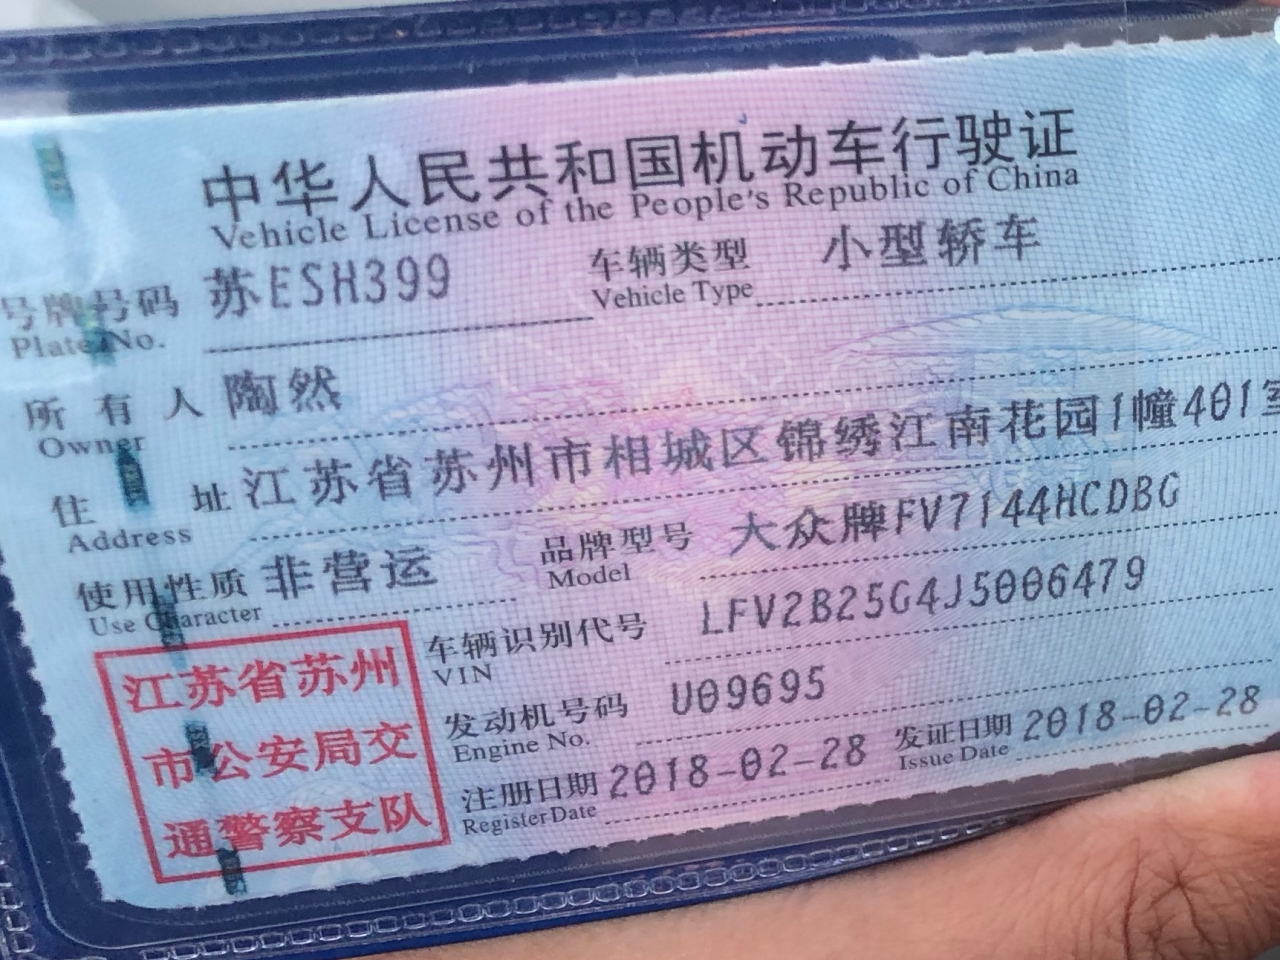 中华人民共和国机动车行驶证
Vehicle License of the People's Republic of China
号牌号码 苏ESH399 车辆类型 小型轿车
Plate No. Vehicle Type
所有人 陶然
Owner
住址 江苏省苏州市相城区锦绣江南花园1幢401室
Address
使用性质 非营运 品牌型号 大众牌FV7144HCDBG
Use Character Model
车辆识别代号 LFV2B25G4J5006479
VIN
发动机号码 U09695
Engine No.
注册日期 2018-02-28 发证日期 2018-02-28
Register Date Issue Date
江苏省苏州
市公安局交
通警察支队